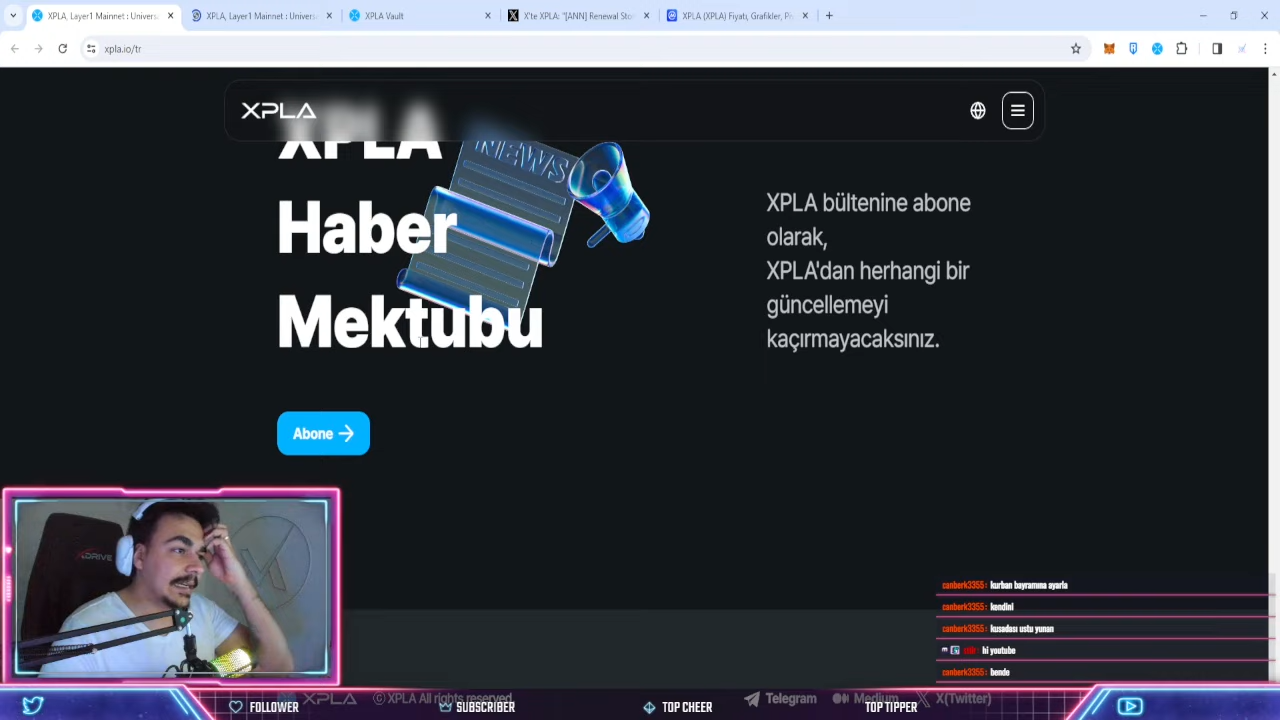 XPLA, Layer1 Mainnet : Univers
XPLA, Layer1 Mainnet : Univers
XPLA Vault
X'te XPLA: "[ANN] Renewal Sto
XPLA (XPLA) Fiyatı, Grafikler, Pi
xpla.io/tr
XPLA
XPLA
Haber
Mektubu
NEWS
XPLA bültenine abone
olarak,
XPLA'dan herhangi bir
güncellemeyi
kaçırmayacaksınız.
Abone
XDRIVE
canberk3355: kurban bayramına ayarla
canberk3355: kendini
canberk3355: kusadası ustu yunan
hi youtube
canberk3355: bende
XPLA
©XPLA All rights reserved.
Telegram
Medium
X(Twitter)
FOLLOWER
SUBSCRIBER
TOP CHEER
TOP TIPPER